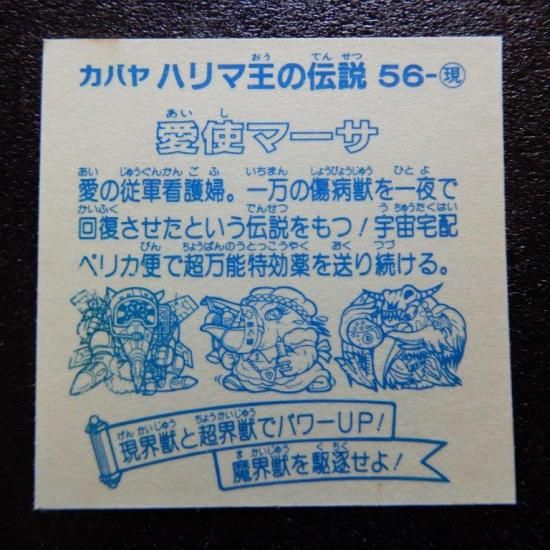 カバヤ ハリマ王の伝説 56-現
愛使マーサ
愛の従軍看護婦。一万の傷病獣を一夜で
回復させたという伝説をもつ!宇宙宅配
ペリカ便で超万能特効薬を送り続ける。
現界獣と超界獣でパワーUP!
魔界獣を駆逐せよ!